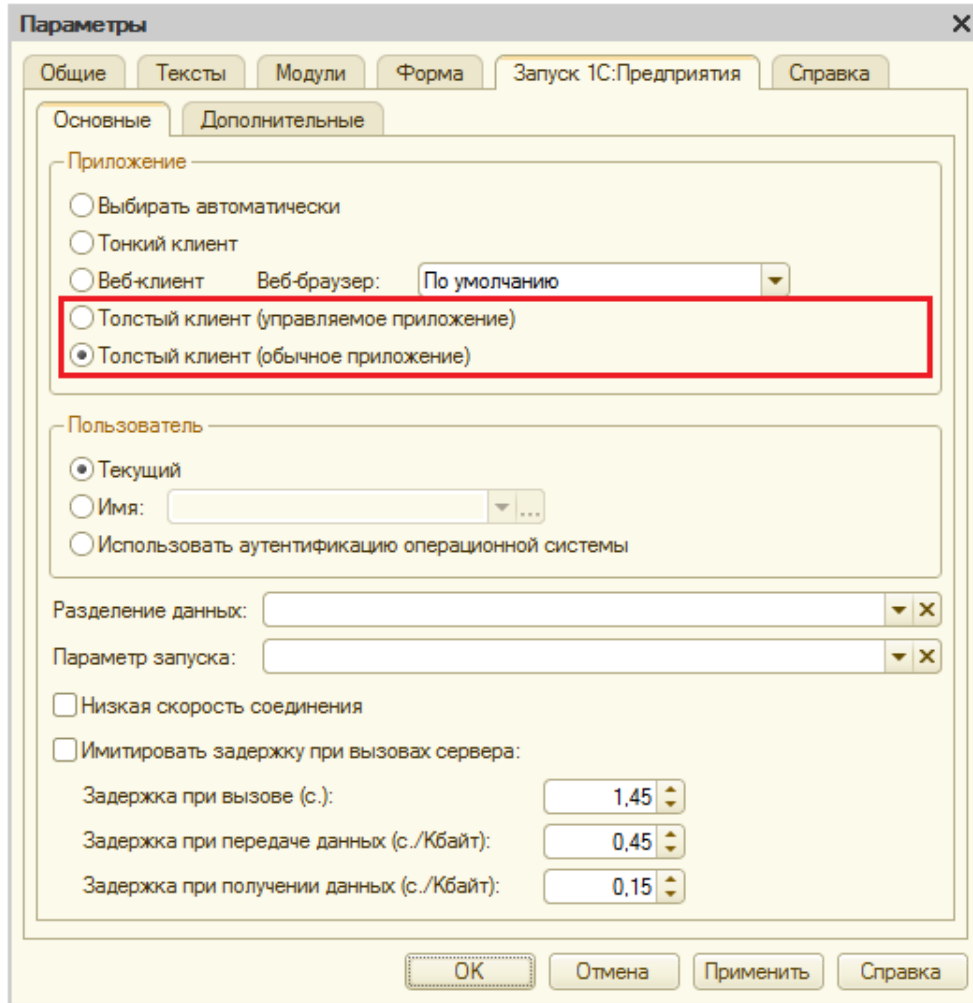 Параметры
Общие Тексты Модули Форма Запуск 1С:Предприятия Справка
Основные Дополнительные
Приложение
Выбирать автоматически
Тонкий клиент
Веб-клиент Веб-браузер: По умолчанию
Толстый клиент (управляемое приложение)
Толстый клиент (обычное приложение)
Пользователь
Текущий
Имя: ...
Использовать аутентификацию операционной системы
Разделение данных:
Параметр запуска:
Низкая скорость соединения
Имитировать задержку при вызовах сервера:
Задержка при вызове (с.): 1,45
Задержка при передаче данных (с./Кбайт): 0,45
Задержка при получении данных (с./Кбайт): 0,15
OK Отмена Применить Справка